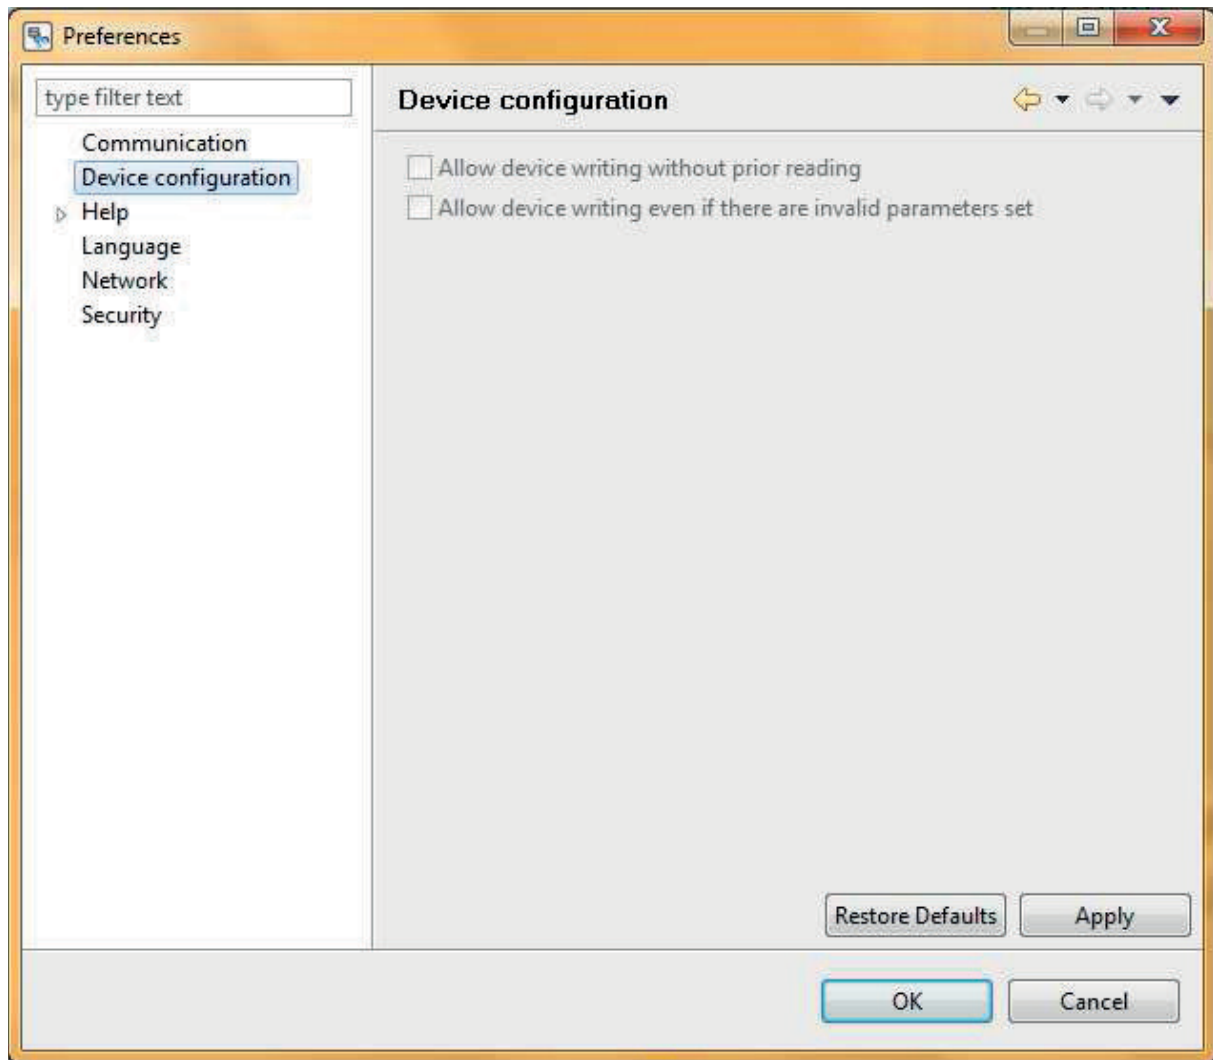 Preferences
type filter text
Communication
Device configuration
Help
Language
Network
Security
Device configuration
Allow device writing without prior reading
Allow device writing even if there are invalid parameters set
Restore Defaults
Apply
OK
Cancel